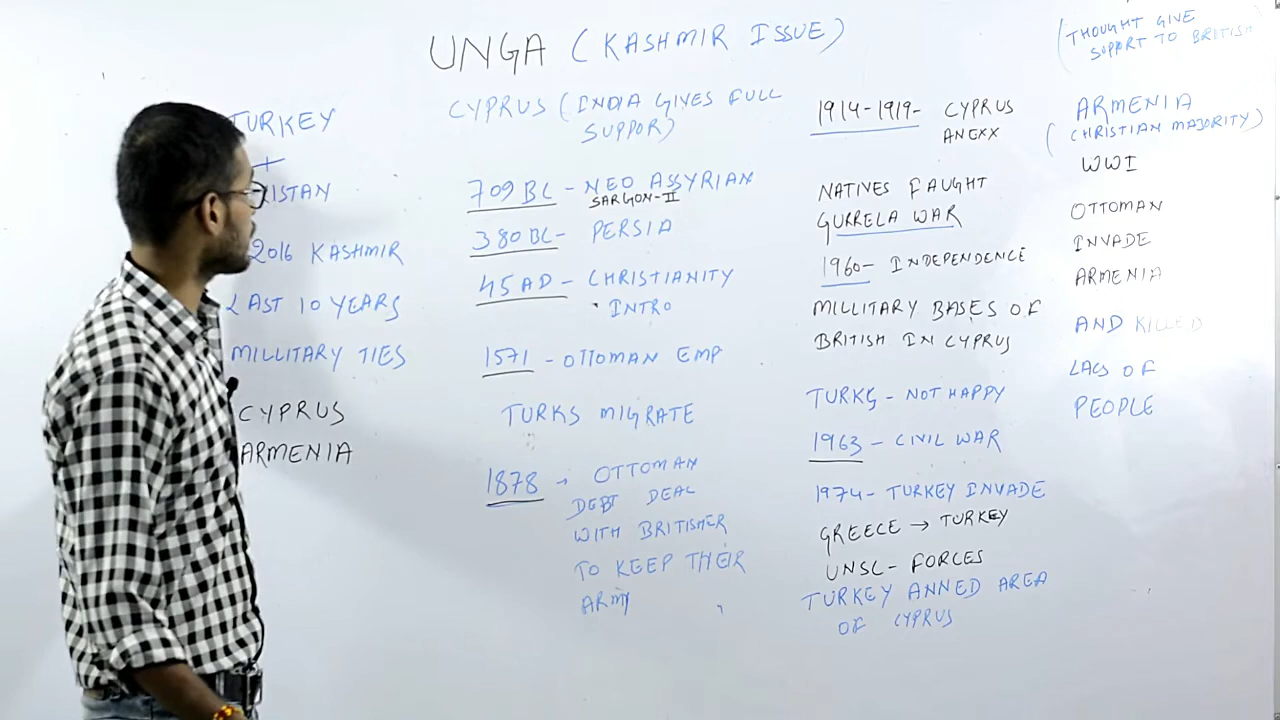 UNGA (KASHMIR ISSUE)
TURKEY
+
ISTAN
2016 KASHMIR
LAST 10 YEARS
MILLITARY TIES
CYPRUS
ARMENIA
CYPRUS (INDIA GIVES FULL
SUPPOR)
709 BC - NEO ASSYRIAN
SARGON-II
380 BC- PERSIA
45 AD - CHRISTIANITY
INTRO
1571 - OTTOMAN EMP
TURKS MIGRATE
1878 → OTTOMAN
DEBT DEAL
WITH BRITISHER
TO KEEP THEIR
ARMY
1914-1919- CYPRUS
ANEXX
NATIVES FAUGHT
GURRELA WAR
1960- INDEPENDENCE
MILLITARY BASES OF
BRITISH IN CYPRUS
TURKS - NOT HAPPY
1963 - CIVIL WAR
1974- TURKEY INVADE
GREECE → TURKEY
UNSC- FORCES
TURKEY ANNED AREA
OF CYPRUS
(THOUGHT GIVE
SUPPORT TO BRITISH
ARMENIA
(CHRISTIAN MAJORITY)
WWI
OTTOMAN
INVADE
ARMENIA
AND KILLED
LACS OF
PEOPLE